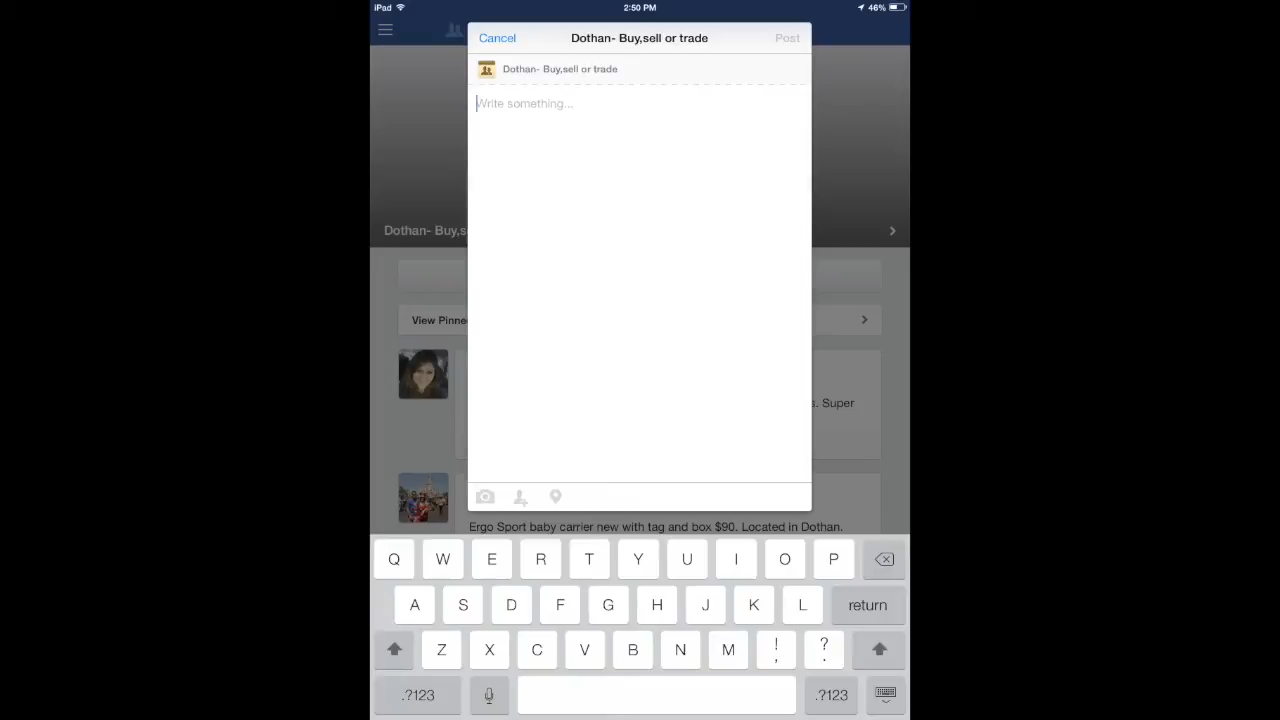 iPad 2:50 PM 46%
Cancel Dothan- Buy,sell or trade Post
Dothan- Buy,sell or trade
Write something...
Dothan- Buy,s
View Pinne
s. Super
Ergo Sport baby carrier new with tag and box $90. Located in Dothan.
Q W E R T Y U I O P
A S D F G H J K L return
Z X C V B N M ! , ? .
.?123 .?123